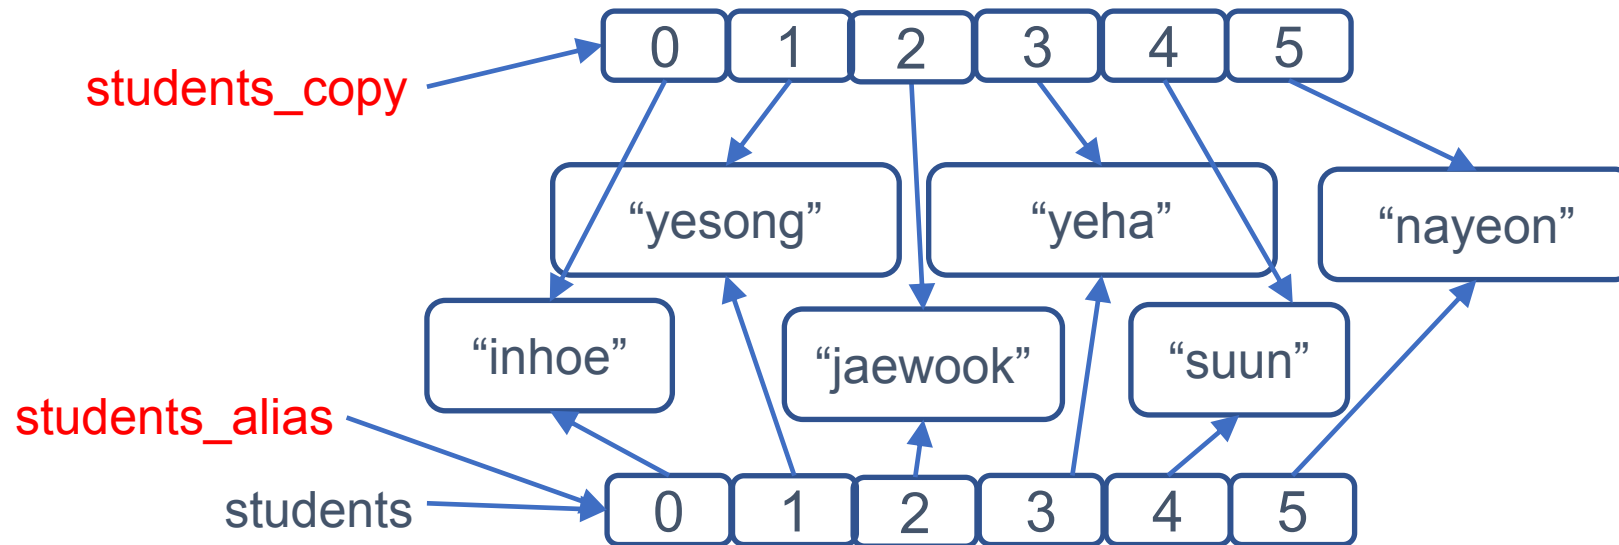 0 1 2 3 4 5
students_copy
“yesong” “yeha” “nayeon”
“inhoe” “jaewook” “suun”
students_alias
students 0 1 2 3 4 5